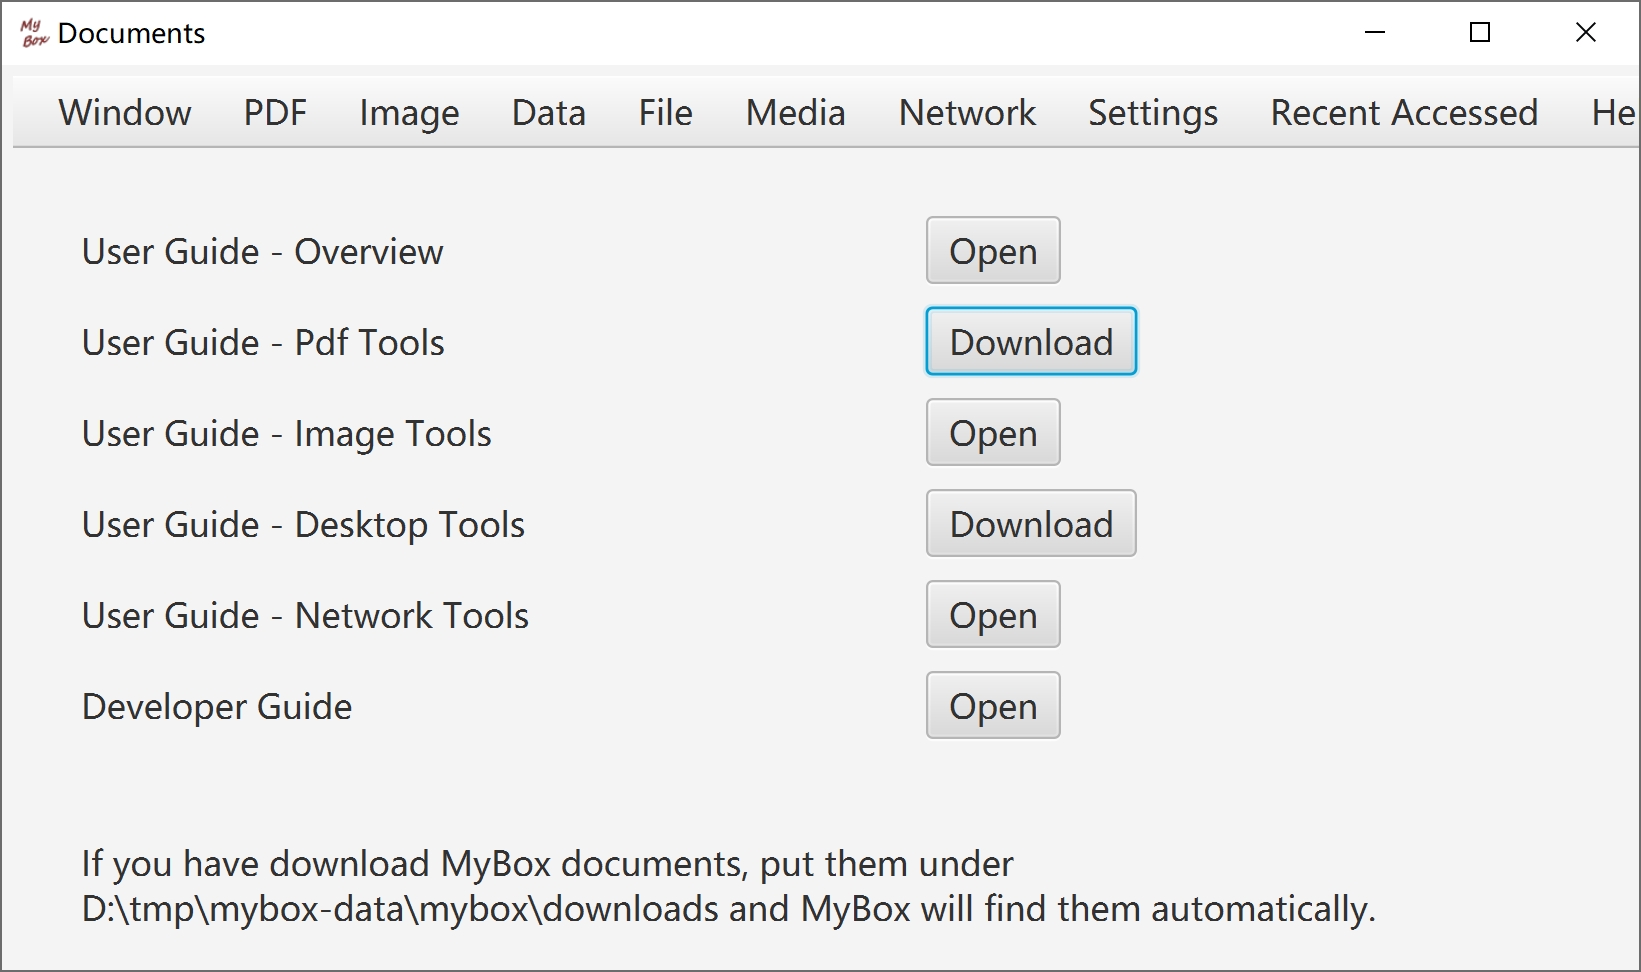 My
Box Documents
Window PDF Image Data File Media Network Settings Recent Accessed He
User Guide - Overview Open
User Guide - Pdf Tools Download
User Guide - Image Tools Open
User Guide - Desktop Tools Download
User Guide - Network Tools Open
Developer Guide Open
If you have download MyBox documents, put them under
D:\tmp\mybox-data\mybox\downloads and MyBox will find them automatically.